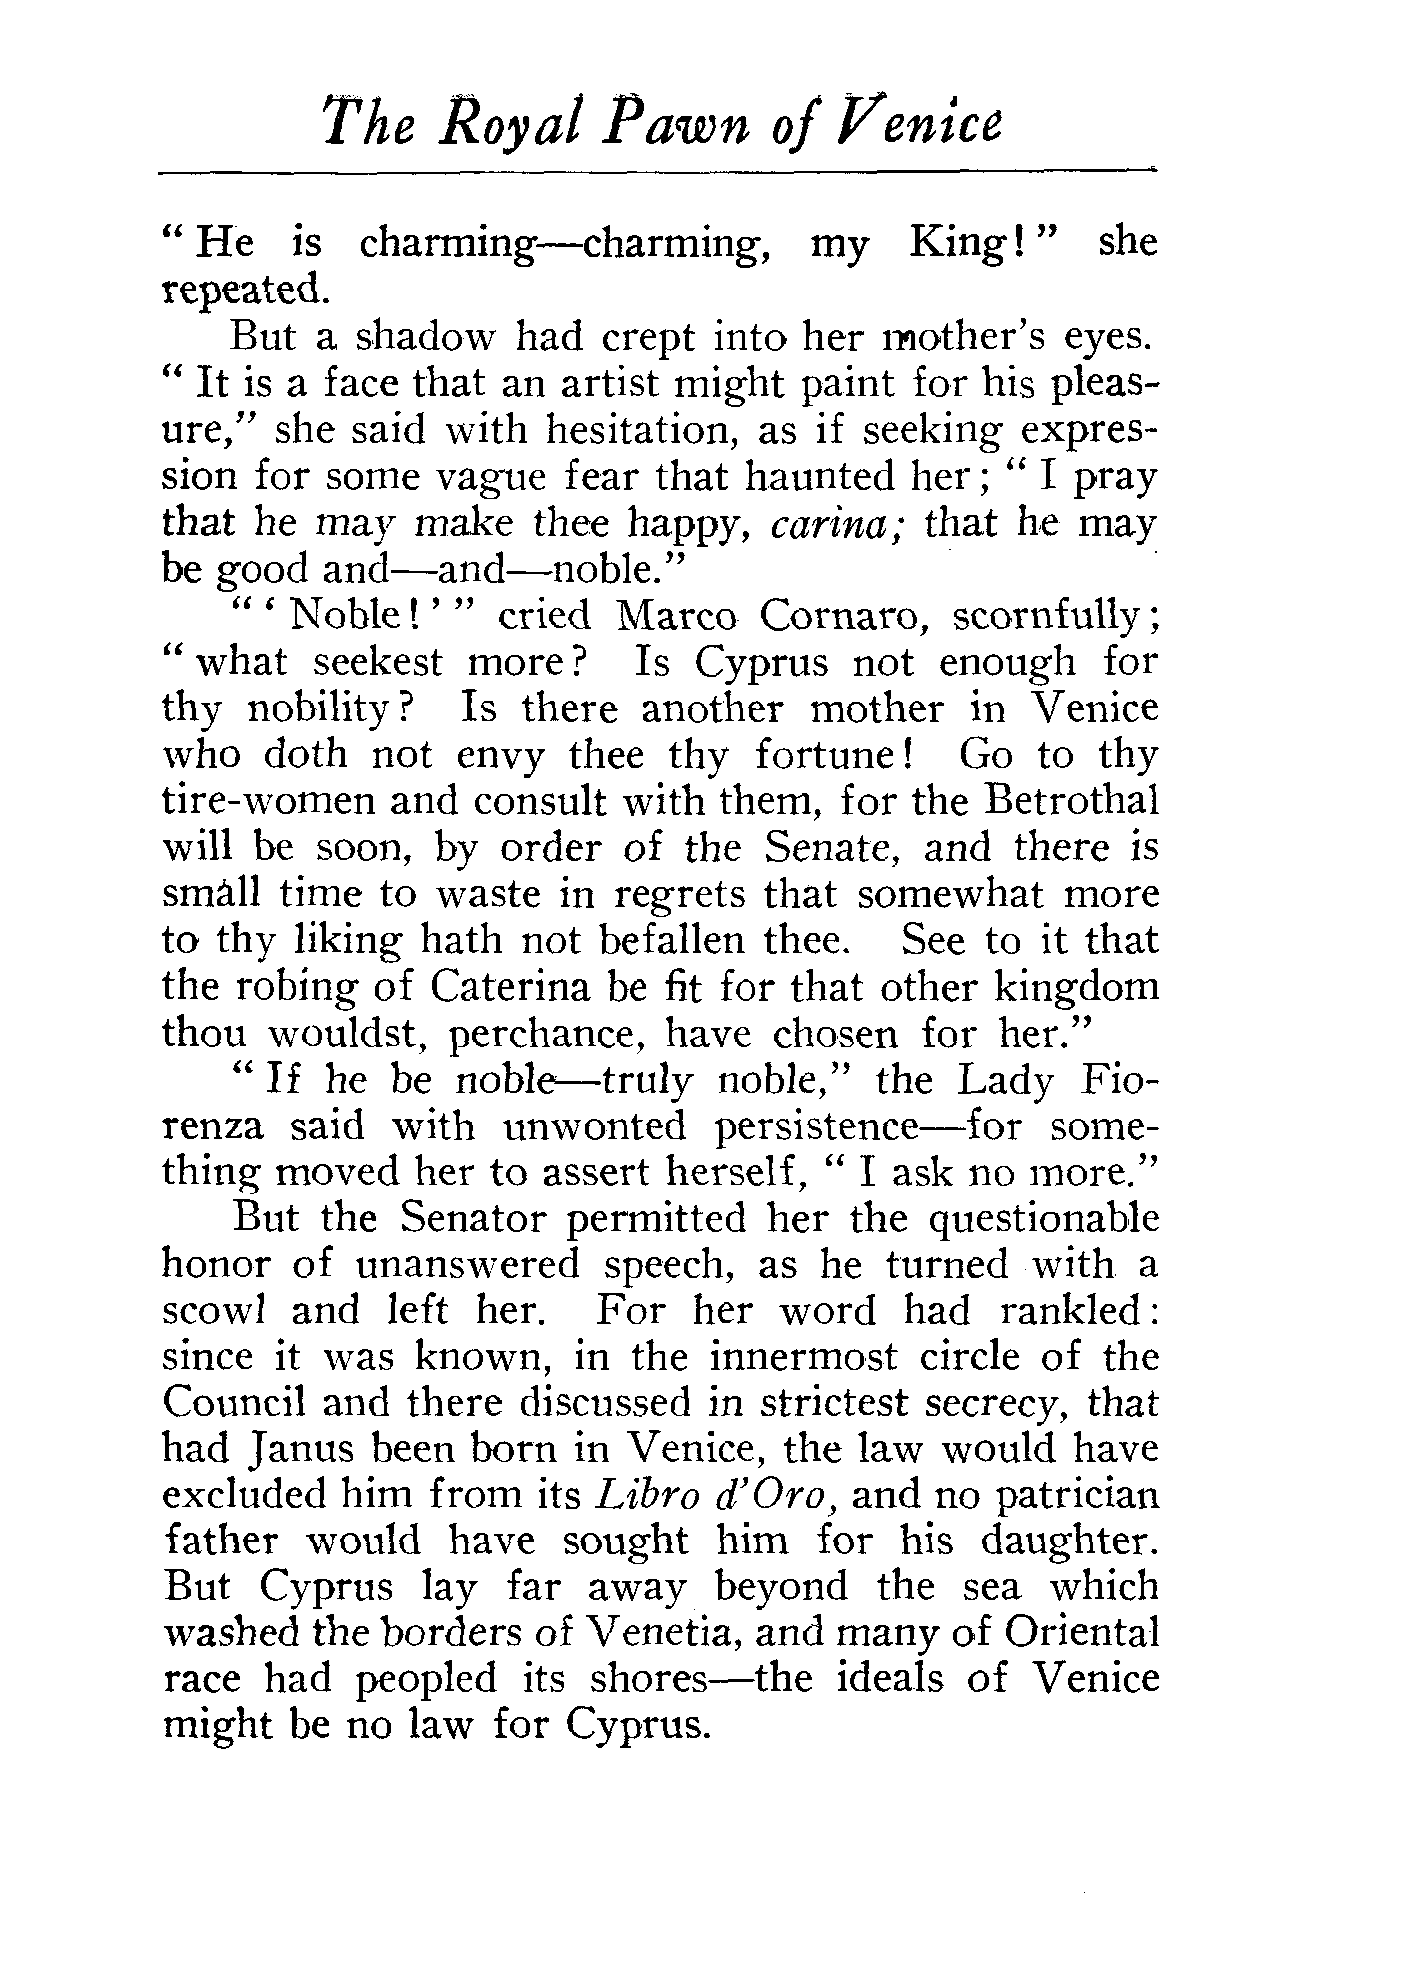 The Royal Pawn of Venice
“ He is charming—charming, my King! ” she
repeated.
But a shadow had crept into her mother’s eyes.
“ It is a face that an artist might paint for his pleas-
ure,” she said with hesitation, as if seeking expres-
sion for some vague fear that haunted her; “ I pray
that he may make thee happy, carina; that he may
be good and—and—noble.”
“ ‘ Noble! ’ ” cried Marco Cornaro, scornfully;
“ what seekest more? Is Cyprus not enough for
thy nobility? Is there another mother in Venice
who doth not envy thee thy fortune! Go to thy
tire-women and consult with them, for the Betrothal
will be soon, by order of the Senate, and there is
small time to waste in regrets that somewhat more
to thy liking hath not befallen thee. See to it that
the robing of Caterina be fit for that other kingdom
thou wouldst, perchance, have chosen for her.”
“ If he be noble—truly noble,” the Lady Fio-
renza said with unwonted persistence—for some-
thing moved her to assert herself, “ I ask no more.”
But the Senator permitted her the questionable
honor of unanswered speech, as he turned with a
scowl and left her. For her word had rankled:
since it was known, in the innermost circle of the
Council and there discussed in strictest secrecy, that
had Janus been born in Venice, the law would have
excluded him from its Libro d’Oro, and no patrician
father would have sought him for his daughter.
But Cyprus lay far away beyond the sea which
washed the borders of Venetia, and many of Oriental
race had peopled its shores—the ideals of Venice
might be no law for Cyprus.